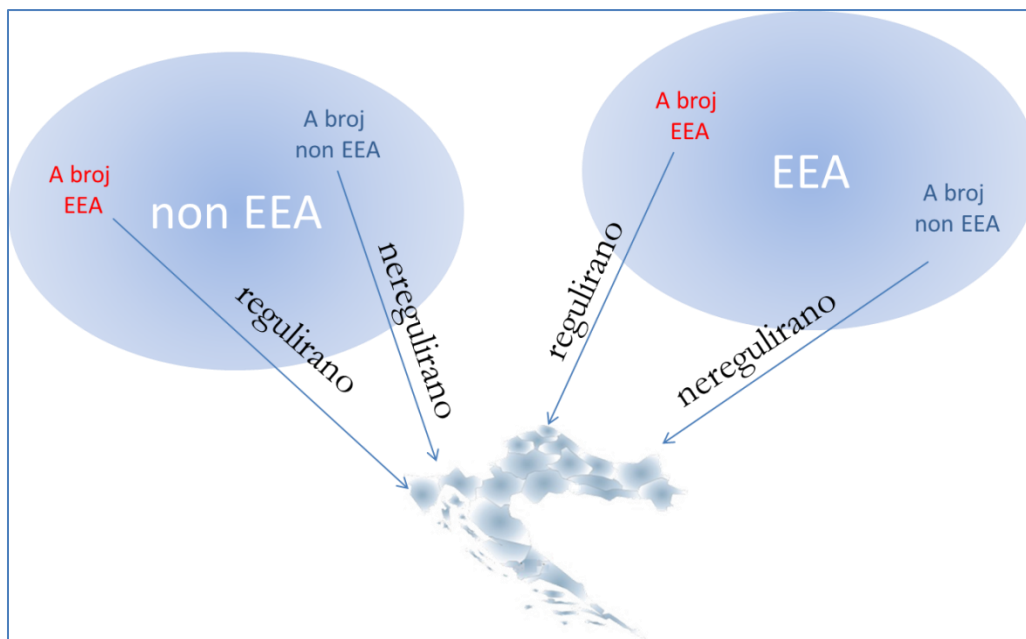 A broj
EEA
non EEA
A broj
non EEA
regulirano
neregulirano
A broj
EEA
EEA
A broj
non EEA
regulirano
neregulirano